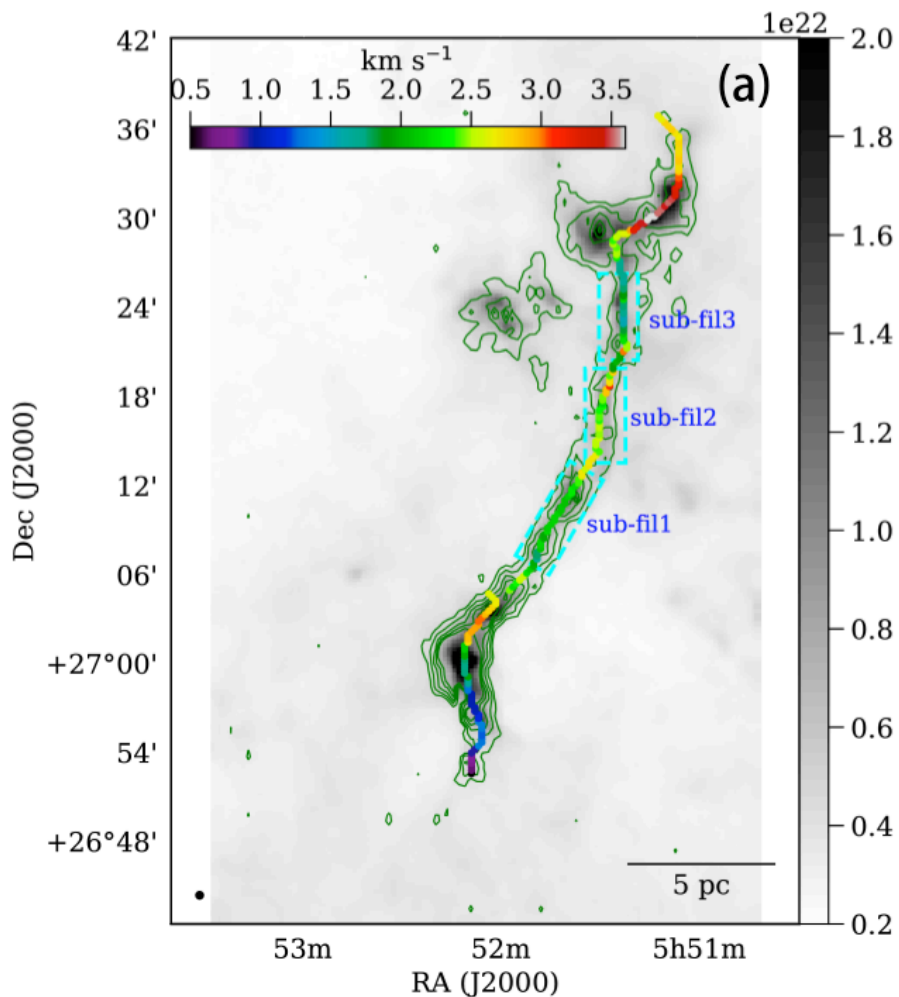 1e22
42'
km s⁻¹
0.5 1.0 1.5 2.0 2.5 3.0 3.5
(a)
36'
30'
24'
18'
12'
06'
+27°00'
54'
+26°48'
Dec (J2000)
sub-fil3
sub-fil2
sub-fil1
5 pc
53m 52m 5h51m
RA (J2000)
2.0
1.8
1.6
1.4
1.2
1.0
0.8
0.6
0.4
0.2